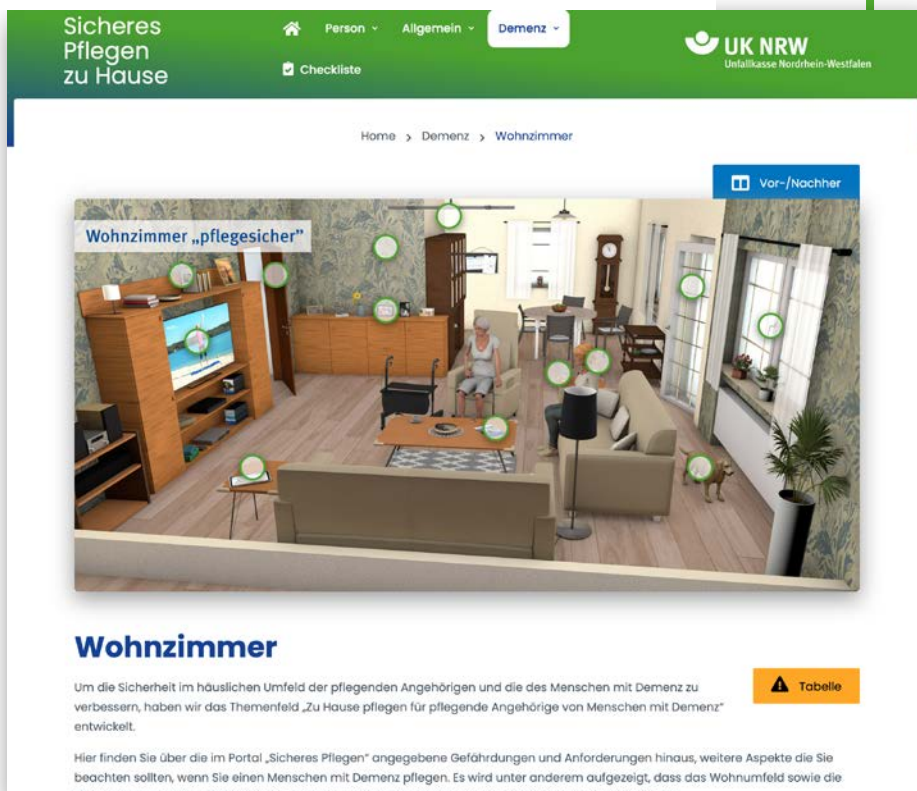 Sicheres
Pflegen
zu Hause
Person
Allgemein
Demenz
Checkliste
UK NRW
Unfallkasse Nordrhein-Westfalen
Home > Demenz > Wohnzimmer
Vor-/Nachher
Wohnzimmer „pflegesicher”
Wohnzimmer
Um die Sicherheit im häuslichen Umfeld der pflegenden Angehörigen und die des Menschen mit Demenz zu
verbessern, haben wir das Themenfeld „Zu Hause pflegen für pflegende Angehörige von Menschen mit Demenz“
entwickelt.
Tabelle
Hier finden Sie über die im Portal „Sicheres Pflegen“ angegebene Gefährdungen und Anforderungen hinaus, weitere Aspekte die Sie
beachten sollten, wenn Sie einen Menschen mit Demenz pflegen. Es wird unter anderem aufgezeigt, dass das Wohnumfeld sowie die